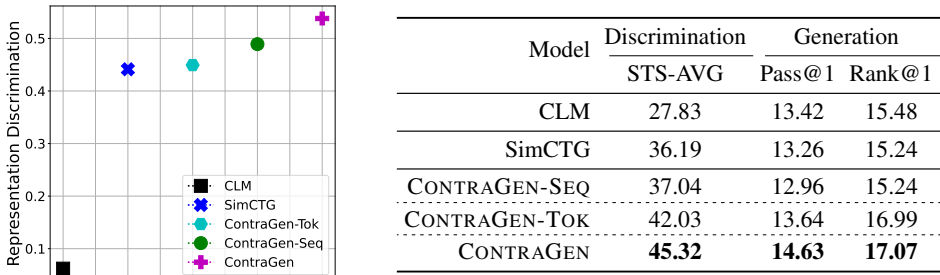 Representation Discrimination
0.5
0.4
0.3
0.2
0.1
CLM
SimCTG
ContraGen-Tok
ContraGen-Seq
ContraGen
Model Discrimination Generation
STS-AVG Pass@1 Rank@1
CLM 27.83 13.42 15.48
SimCTG 36.19 13.26 15.24
CONTRAGEN-SEQ 37.04 12.96 15.24
CONTRAGEN-TOK 42.03 13.64 16.99
CONTRAGEN 45.32 14.63 17.07